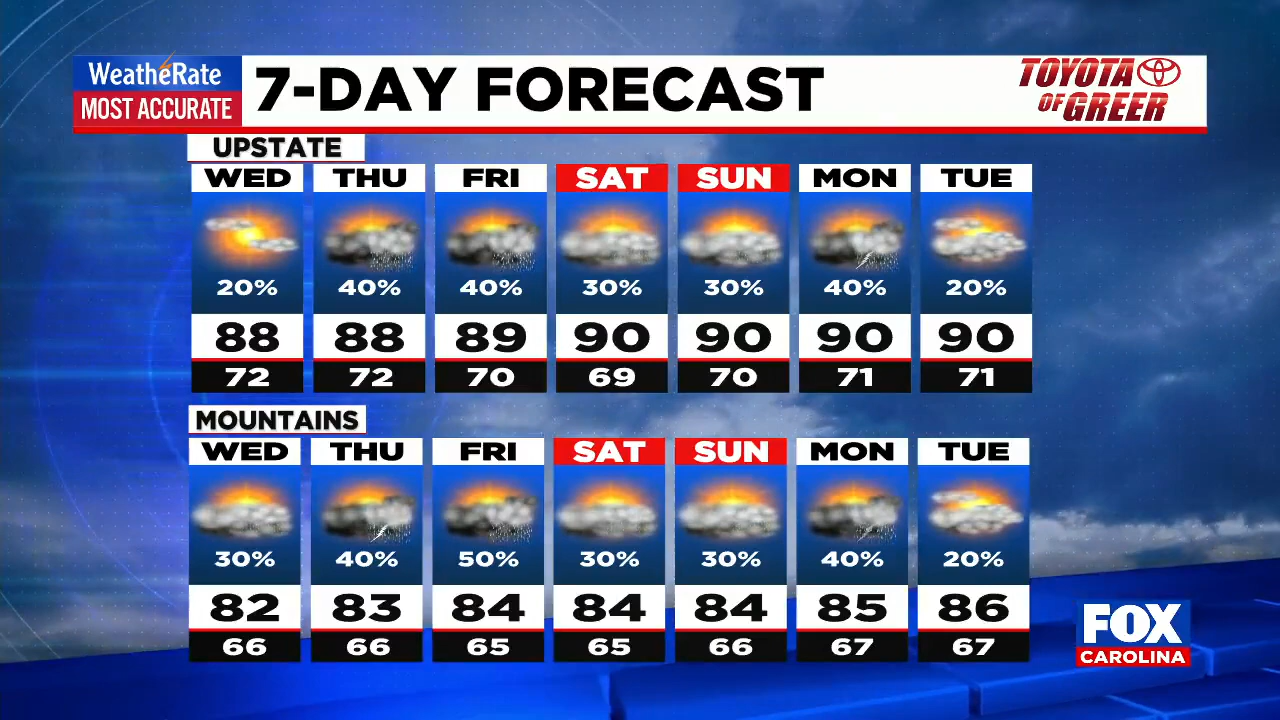 WeatheRate
MOST ACCURATE
7-DAY FORECAST
TOYOTA
OF GREER
UPSTATE
WED THU FRI SAT SUN MON TUE
20% 40% 40% 30% 30% 40% 20%
88 88 89 90 90 90 90
72 72 70 69 70 71 71
MOUNTAINS
WED THU FRI SAT SUN MON TUE
30% 40% 50% 30% 30% 40% 20%
82 83 84 84 84 85 86
66 66 65 65 66 67 67
FOX
CAROLINA